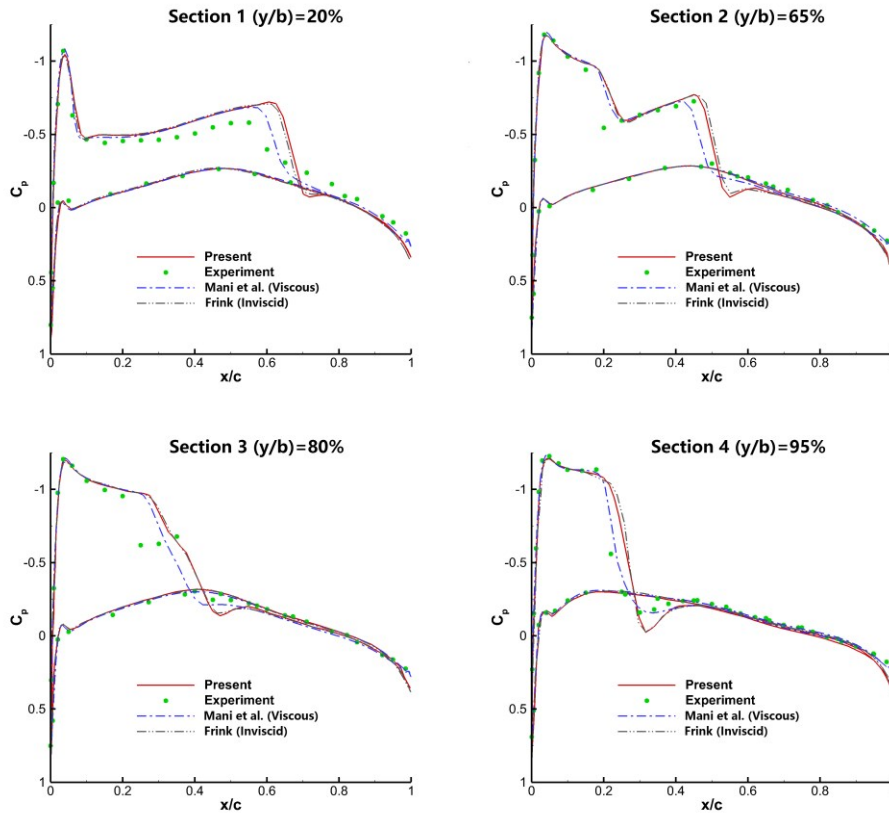 Section 1 (y/b)=20%
-1
-0.5
0
0.5
1
Cp
0
0.2
0.4
0.6
0.8
1
x/c
Present
Experiment
Mani et al. (Viscous)
Frink (Inviscid)
Section 2 (y/b)=65%
-1
-0.5
0
0.5
1
0
0.2
0.4
0.6
0.8
x/c
Present
Experiment
Mani et al. (Viscous)
Frink (Inviscid)
Section 3 (y/b)=80%
-1
-0.5
0
0.5
1
Cp
0
0.2
0.4
0.6
0.8
1
x/c
Present
Experiment
Mani et al. (Viscous)
Frink (Inviscid)
Section 4 (y/b)=95%
-1
-0.5
0
0.5
1
0
0.2
0.4
0.6
0.8
x/c
Present
Experiment
Mani et al. (Viscous)
Frink (Inviscid)